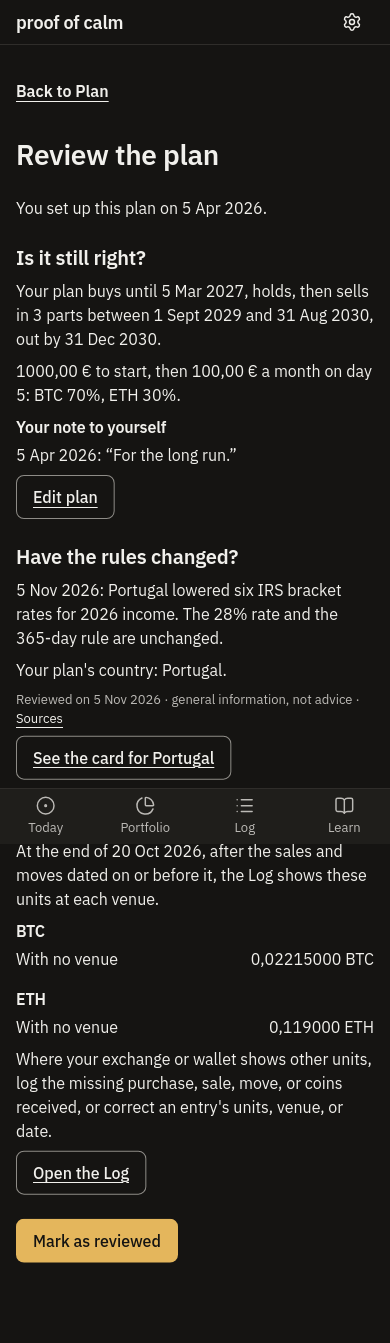 proof of calm
Back to Plan
Review the plan
You set up this plan on 5 Apr 2026.
Is it still right?
Your plan buys until 5 Mar 2027, holds, then sells
in 3 parts between 1 Sept 2029 and 31 Aug 2030,
out by 31 Dec 2030.
1000,00 € to start, then 100,00 € a month on day
5: BTC 70%, ETH 30%.
Your note to yourself
5 Apr 2026: “For the long run.”
Edit plan
Have the rules changed?
5 Nov 2026: Portugal lowered six IRS bracket
rates for 2026 income. The 28% rate and the
365-day rule are unchanged.
Your plan's country: Portugal.
Reviewed on 5 Nov 2026 · general information, not advice ·
Sources
See the card for Portugal
Today
Portfolio
Log
Learn
At the end of 20 Oct 2026, after the sales and
moves dated on or before it, the Log shows these
units at each venue.
BTC
With no venue 0,02215000 BTC
ETH
With no venue 0,119000 ETH
Where your exchange or wallet shows other units,
log the missing purchase, sale, move, or coins
received, or correct an entry's units, venue, or
date.
Open the Log
Mark as reviewed